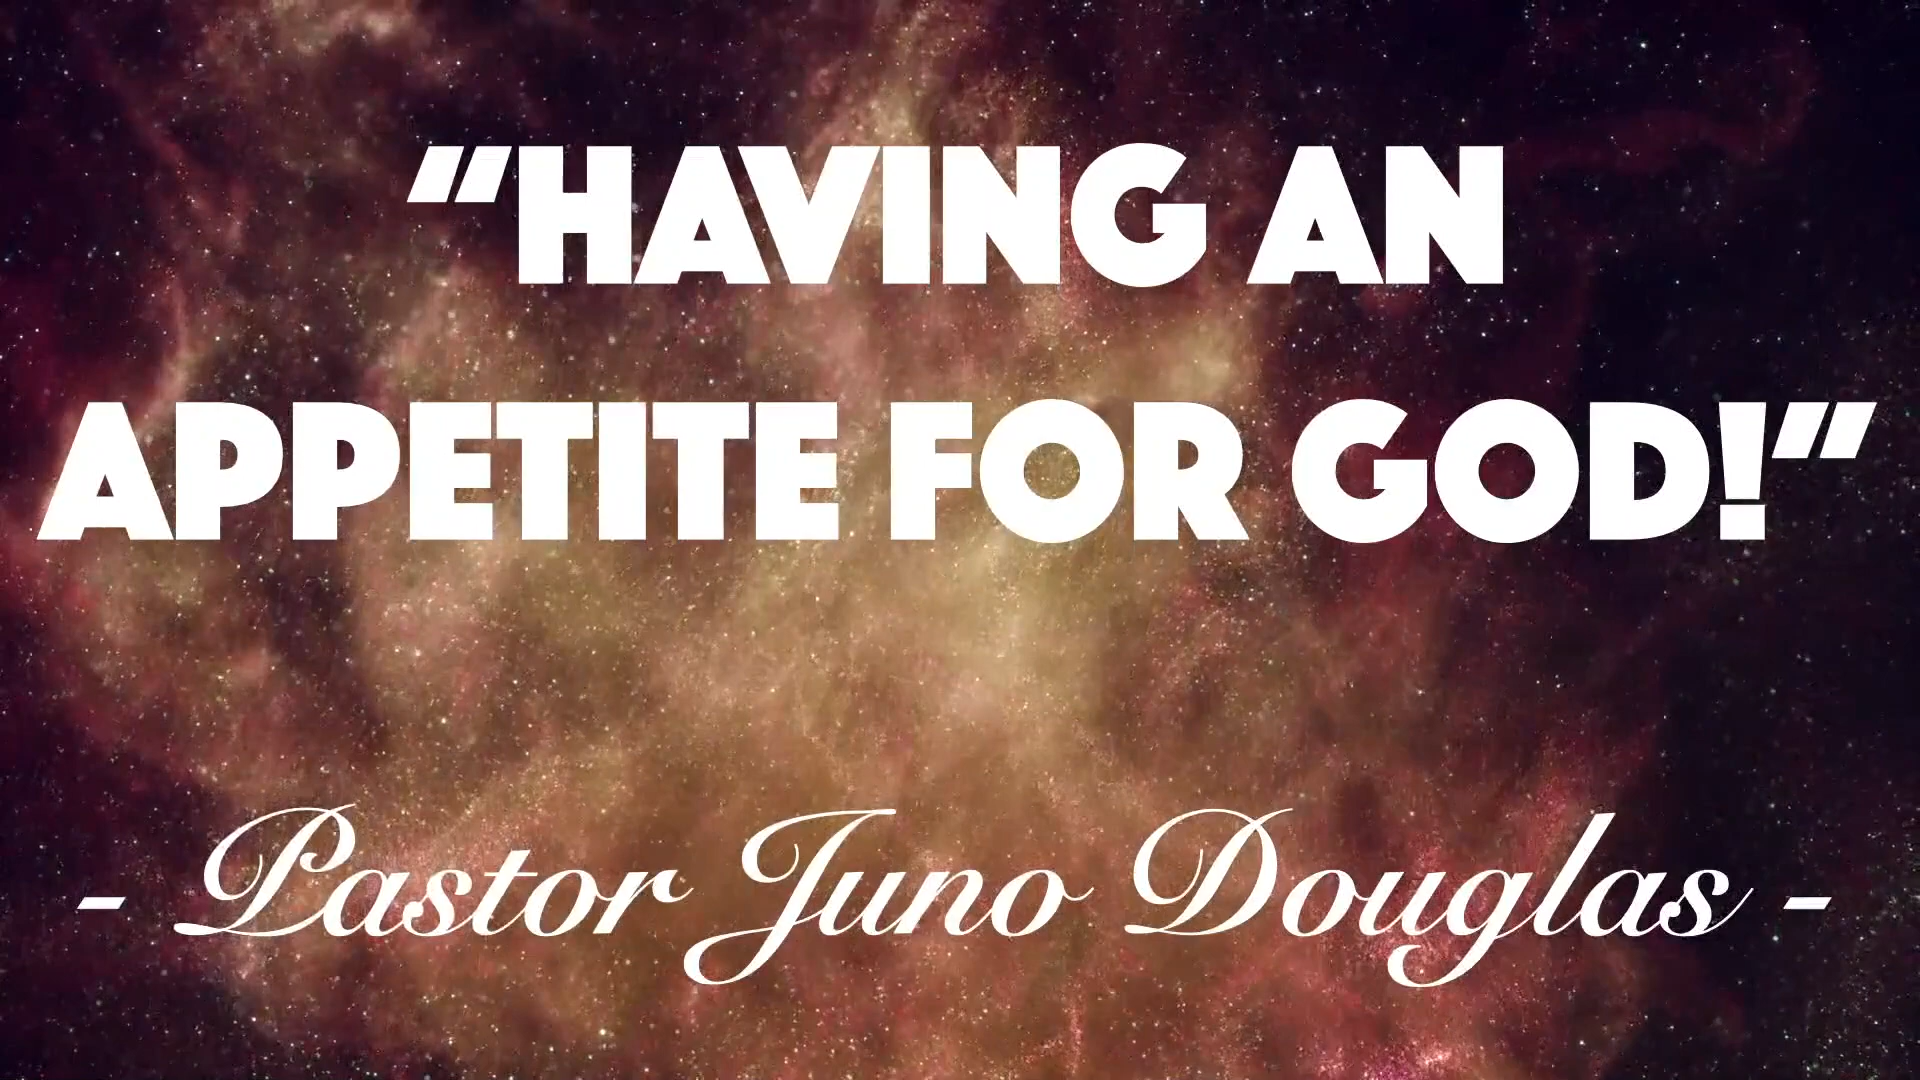 “HAVING AN
APPETITE FOR GOD!”
- Pastor Juno Douglas -